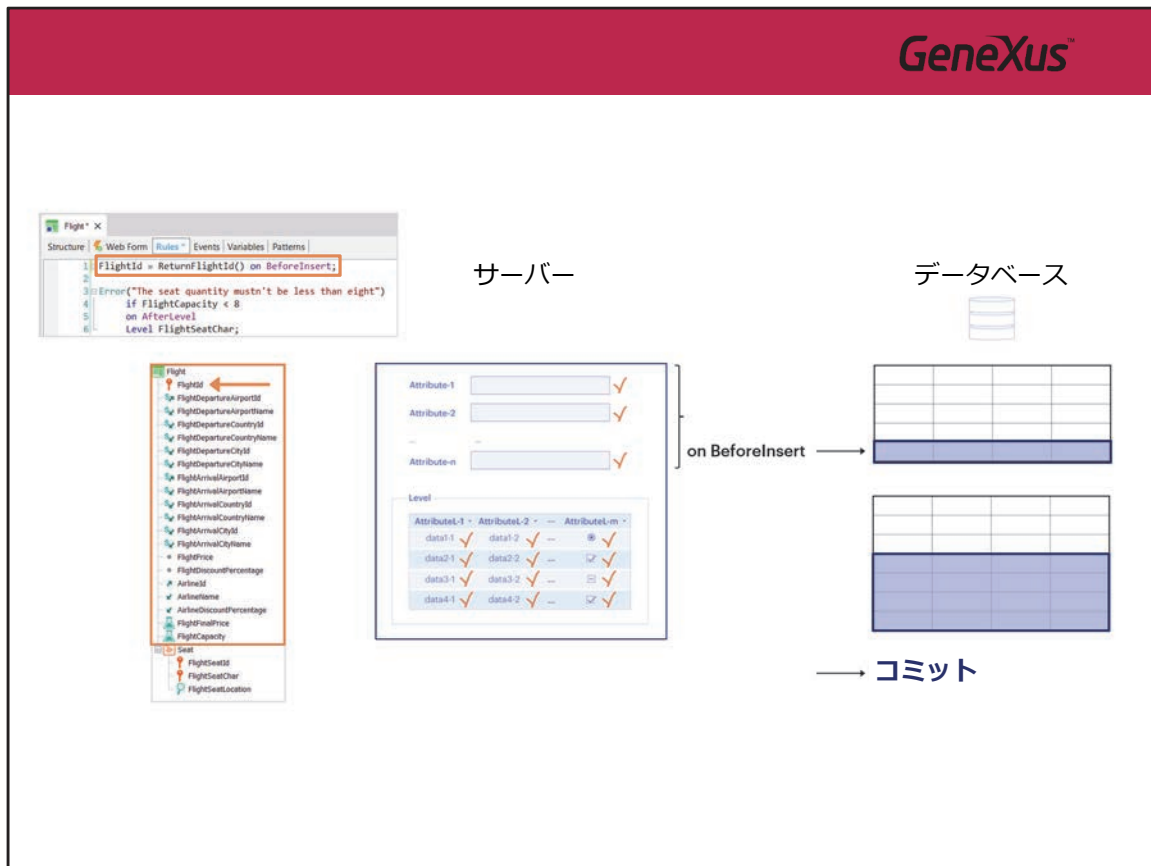 GeneXus™
Flight* X
Structure Web Form Rules* Events Variables Patterns
1 FlightId = ReturnFlightId() on BeforeInsert;
2
3 Error("The seat quantity mustn't be less than eight")
4 if FlightCapacity < 8
5 on AfterLevel
6 Level FlightSeatChar;
サーバー
データベース
Flight
FlightId
FlightDepartureAirportId
FlightDepartureAirportName
FlightDepartureCountryId
FlightDepartureCountryName
FlightDepartureCityId
FlightDepartureCityName
FlightArrivalAirportId
FlightArrivalAirportName
FlightArrivalCountryId
FlightArrivalCountryName
FlightArrivalCityId
FlightArrivalCityName
FlightPrice
FlightDiscountPercentage
AirlineId
AirlineName
AirlineDiscountPercentage
FlightFinalPrice
FlightCapacity
Seat
FlightSeatId
FlightSeatChar
FlightSeatLocation
Attribute-1
Attribute-2
... ...
Attribute-n
Level
AttributeL-1 AttributeL-2 ... AttributeL-m
data1-1 data1-2 ...
data2-1 data2-2 ...
data3-1 data3-2 ...
data4-1 data4-2 ...
on BeforeInsert
コミット